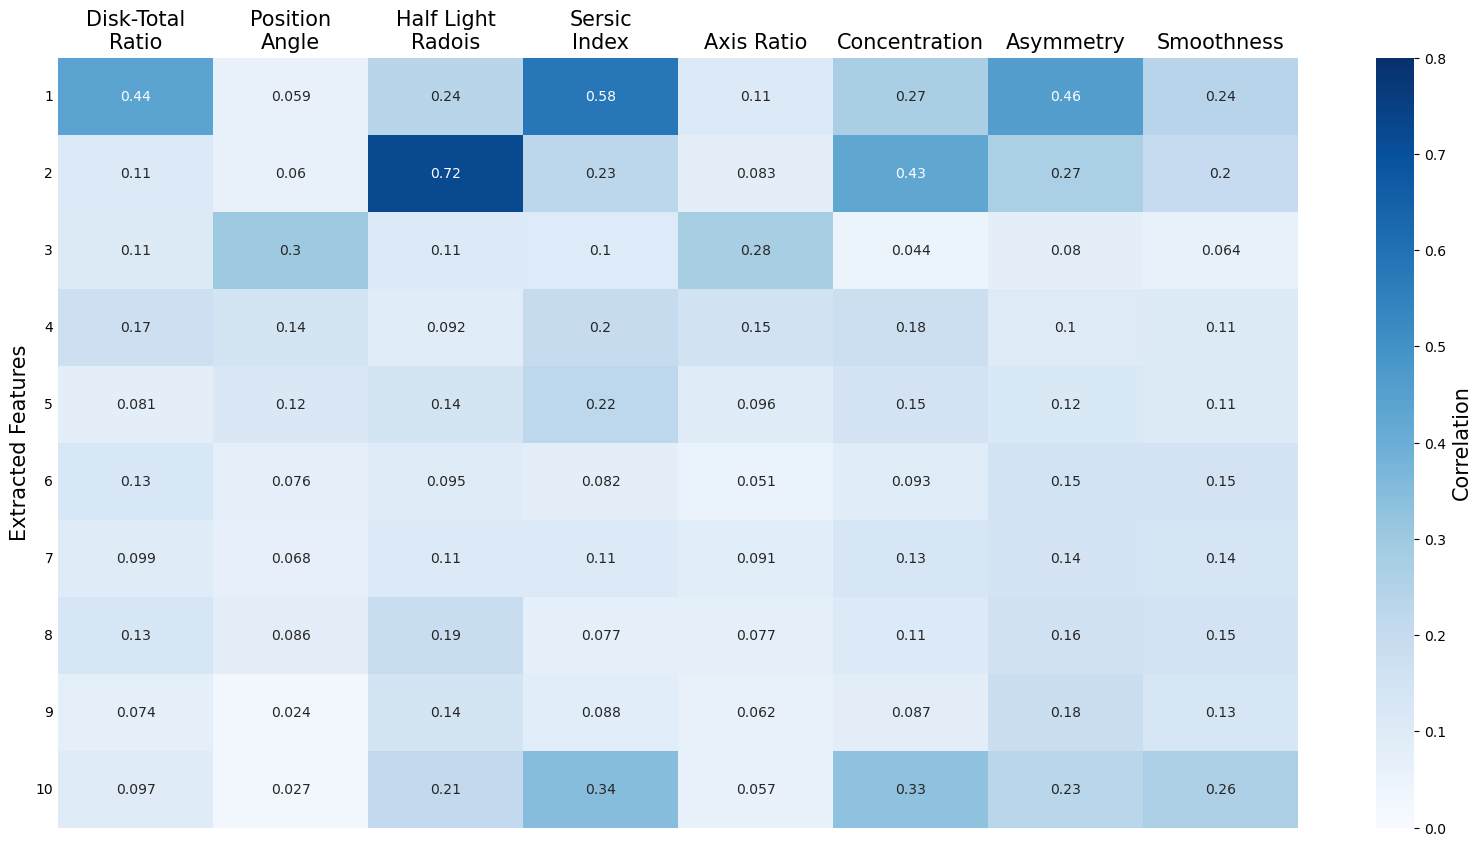 Disk-Total
Ratio
Position
Angle
Half Light
Radois
Sersic
Index
Axis Ratio
Concentration
Asymmetry
Smoothness
Extracted Features
1 0.44 0.059 0.24 0.58 0.11 0.27 0.46 0.24
2 0.11 0.06 0.72 0.23 0.083 0.43 0.27 0.2
3 0.11 0.3 0.11 0.1 0.28 0.044 0.08 0.064
4 0.17 0.14 0.092 0.2 0.15 0.18 0.1 0.11
5 0.081 0.12 0.14 0.22 0.096 0.15 0.12 0.11
6 0.13 0.076 0.095 0.082 0.051 0.093 0.15 0.15
7 0.099 0.068 0.11 0.11 0.091 0.13 0.14 0.14
8 0.13 0.086 0.19 0.077 0.077 0.11 0.16 0.15
9 0.074 0.024 0.14 0.088 0.062 0.087 0.18 0.13
10 0.097 0.027 0.21 0.34 0.057 0.33 0.23 0.26
0.8
0.7
0.6
0.5
0.4
0.3
0.2
0.1
0.0
Correlation